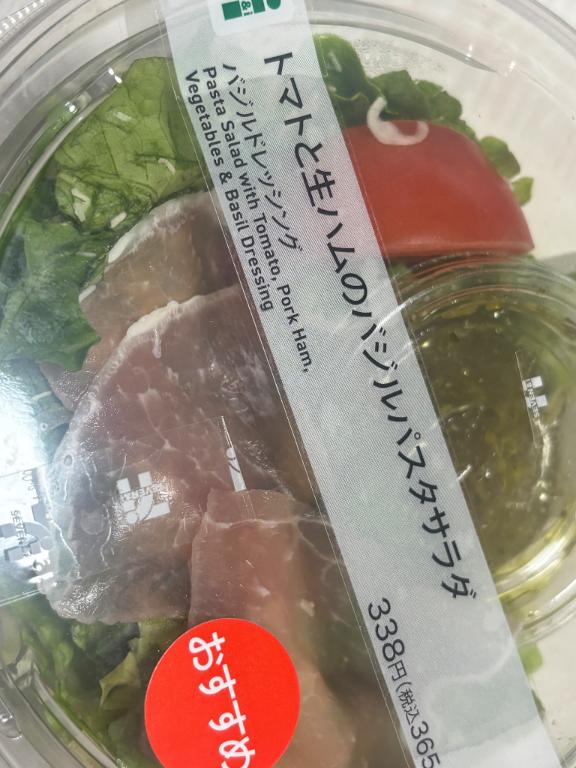 トマトと生ハムのバジルパスタサラダ
バジルドレッシング
Pasta Salad with Tomato, Pork Ham,
Vegetables & Basil Dressing
338円(税込365
おすすめ
&i